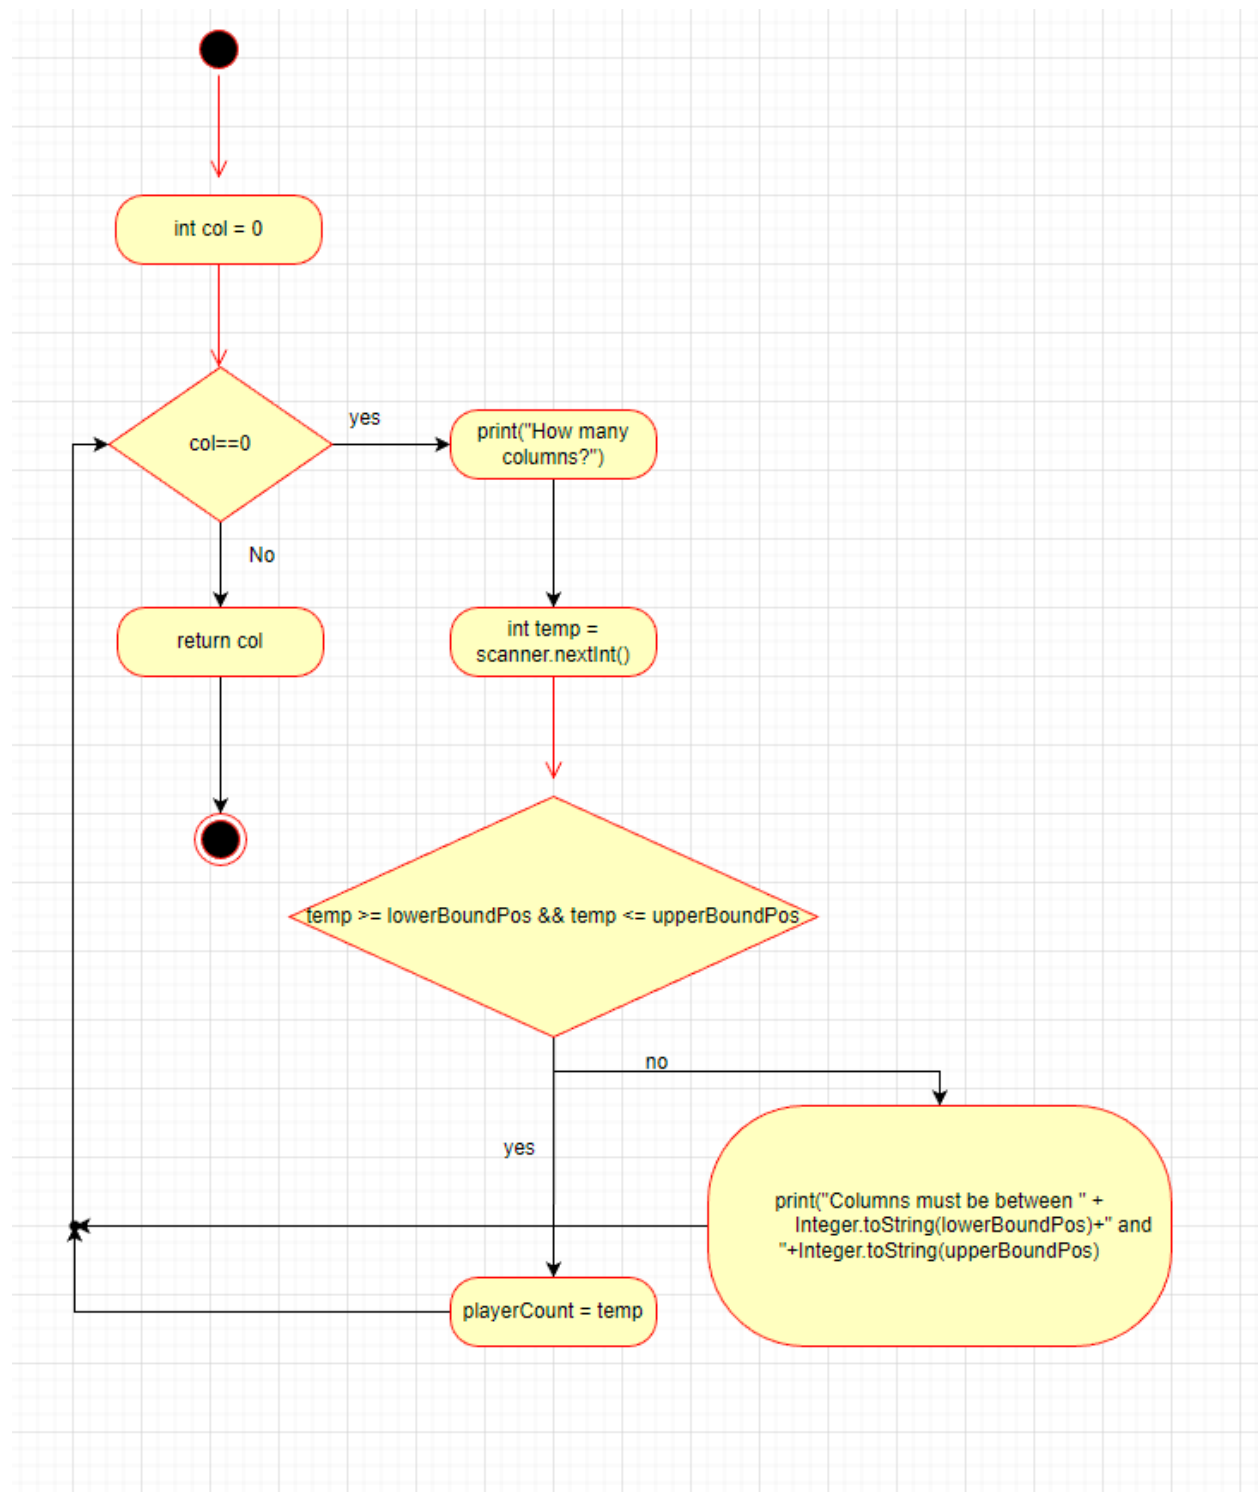 int col = 0
col==0
yes
print("How many
columns?")
No
return col
int temp =
scanner.nextInt()
temp >= lowerBoundPos && temp <= upperBoundPos
no
yes
print("Columns must be between " +
Integer.toString(lowerBoundPos)+" and
"+Integer.toString(upperBoundPos)
playerCount = temp